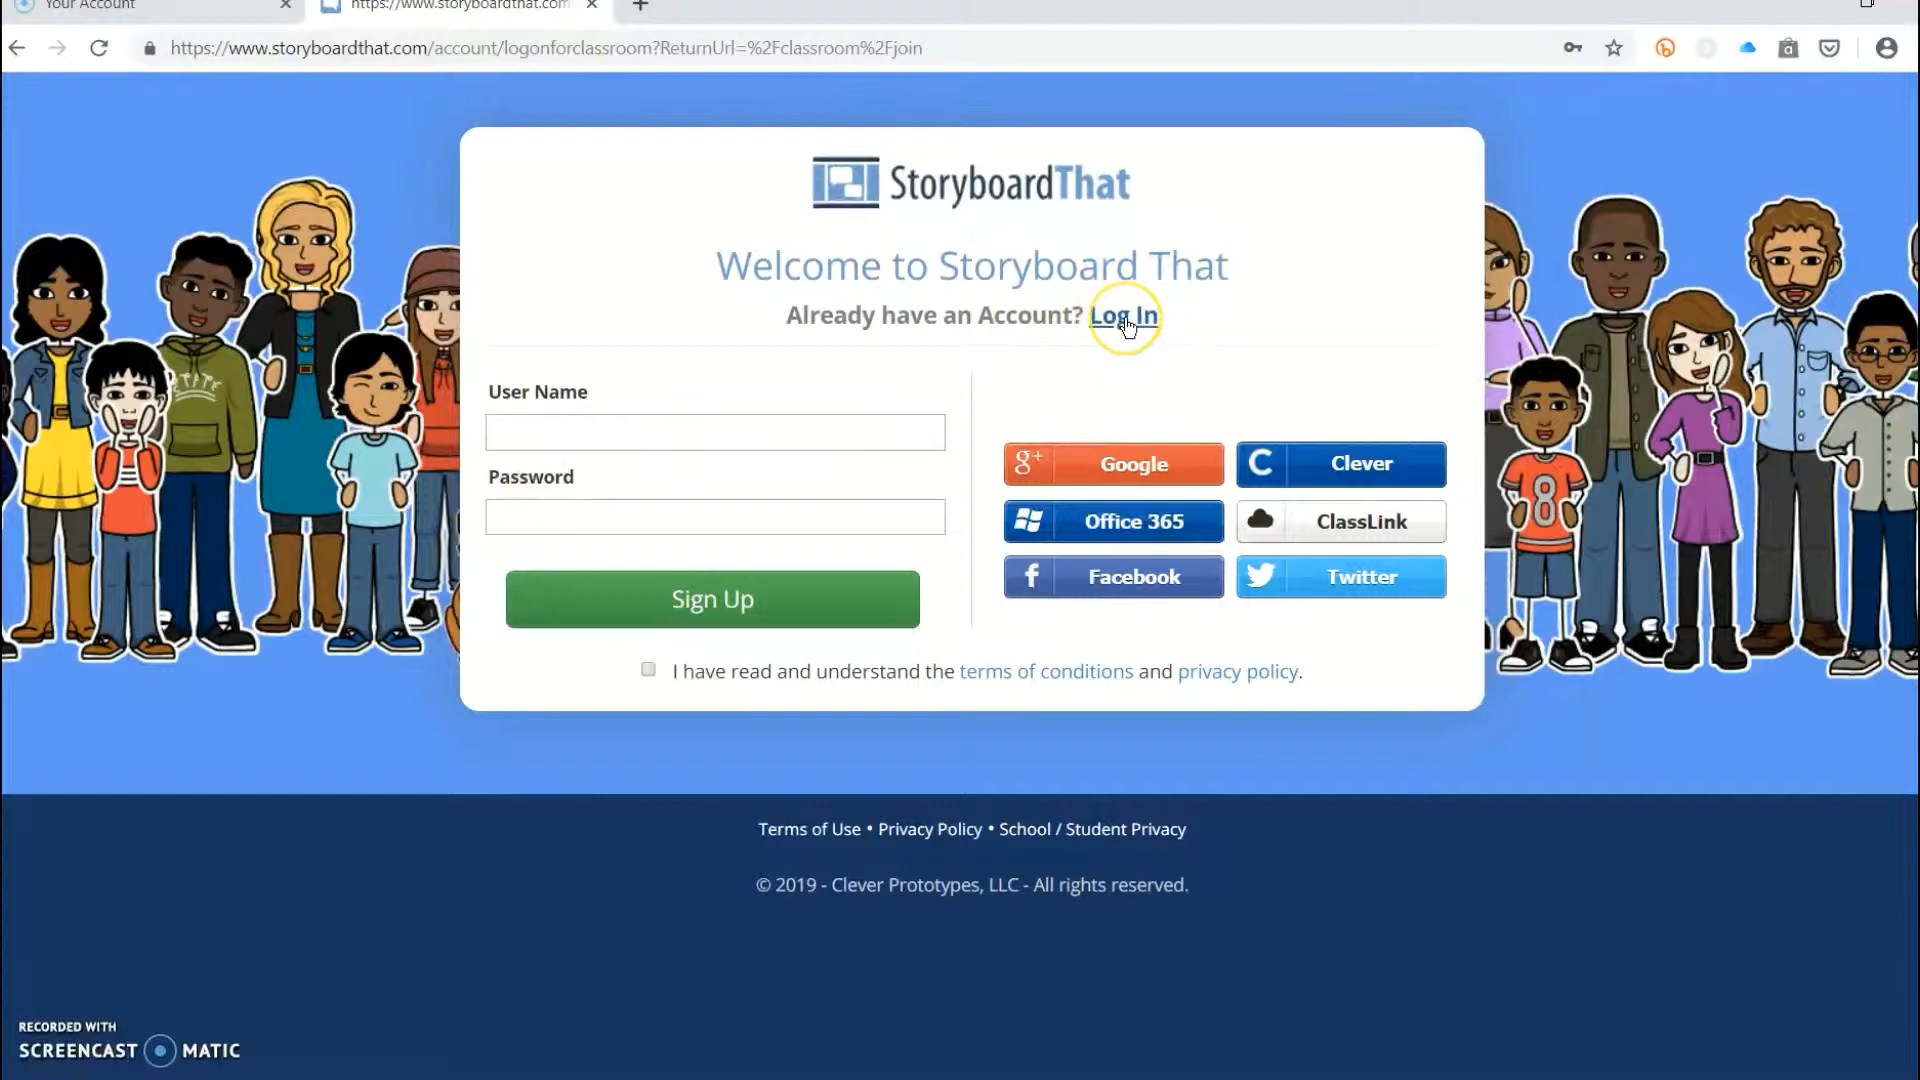 Your Account
https://www.storyboardthat.com
https://www.storyboardthat.com/account/logonforclassroom?ReturnUrl=%2Fclassroom%2Fjoin
StoryboardThat
Welcome to Storyboard That
Already have an Account? Log In
User Name
Password
Sign Up
g+ Google
C Clever
Office 365
ClassLink
f Facebook
Twitter
I have read and understand the terms of conditions and privacy policy.
8
Terms of Use • Privacy Policy • School / Student Privacy
© 2019 - Clever Prototypes, LLC - All rights reserved.
RECORDED WITH
SCREENCAST MATIC